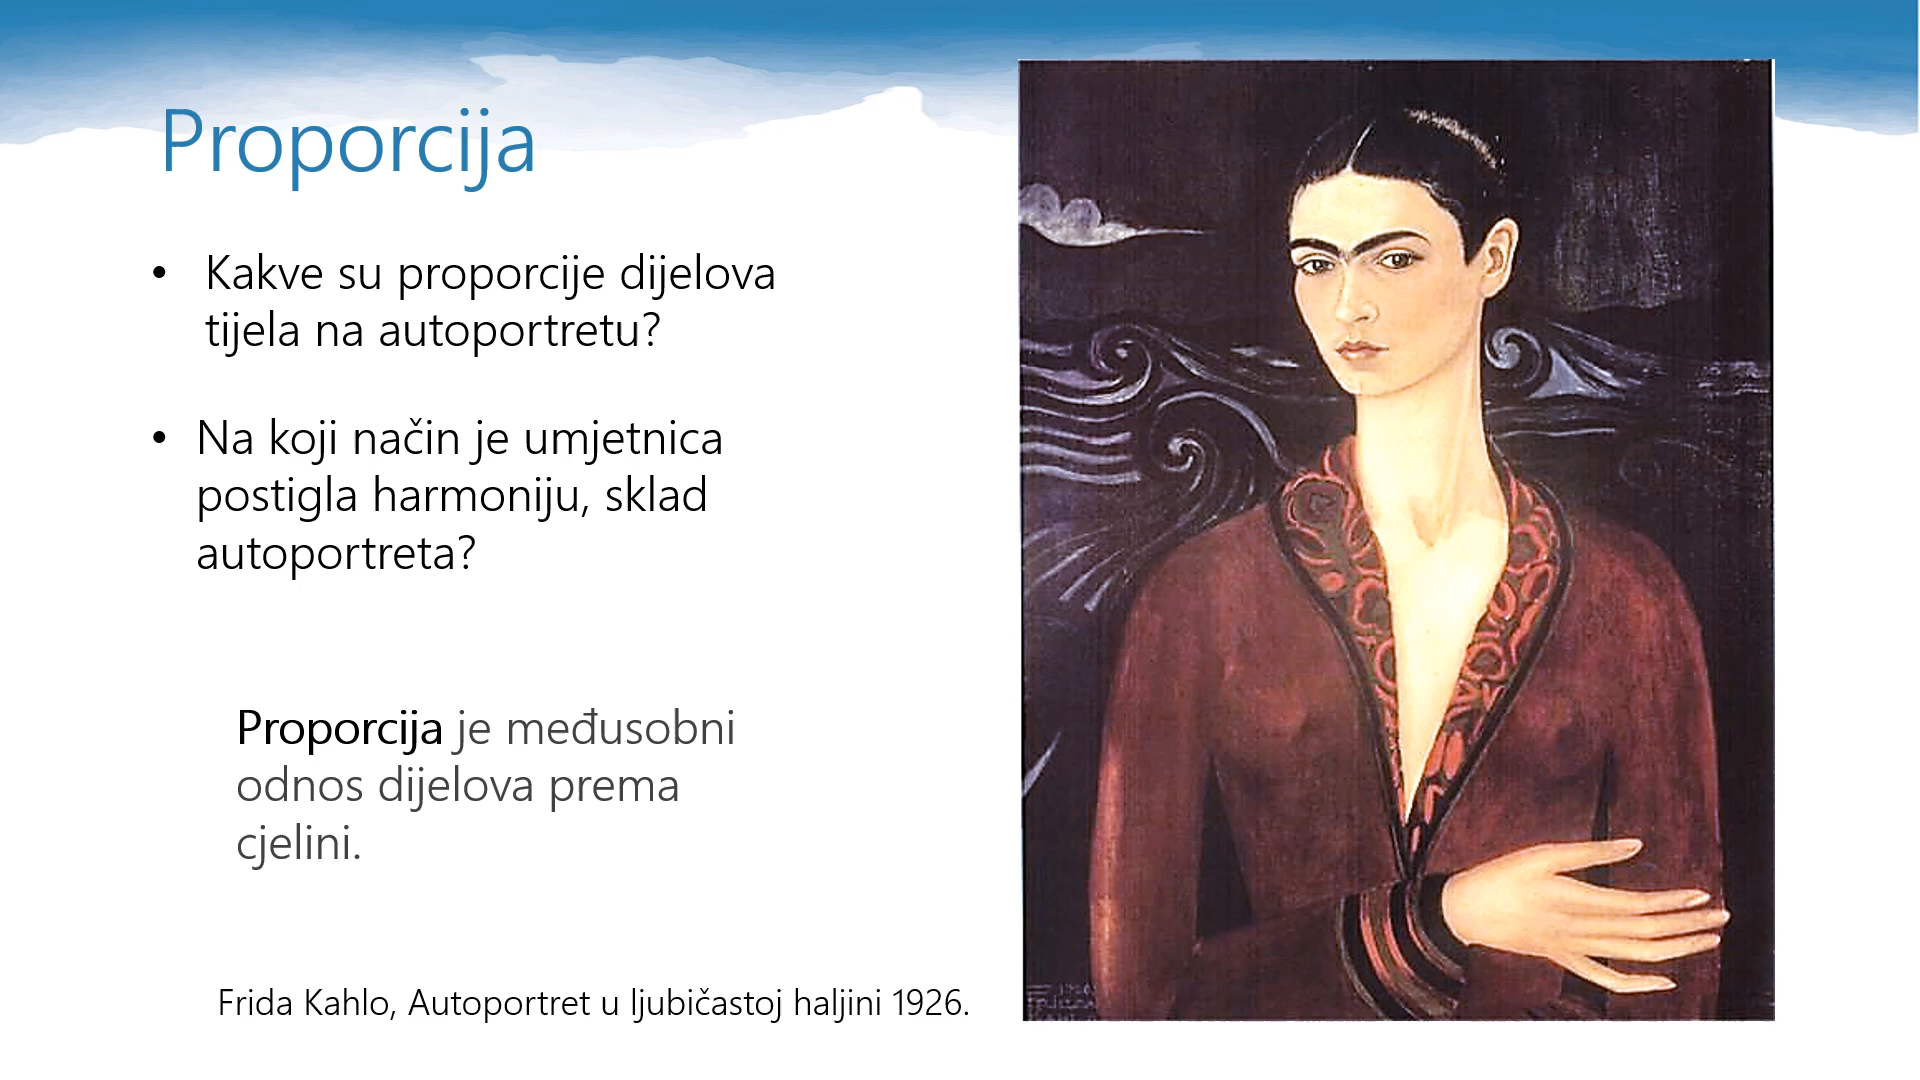 Proporcija
• Kakve su proporcije dijelova
tijela na autoportretu?
• Na koji način je umjetnica
postigla harmoniju, sklad
autoportreta?
Proporcija je međusobni
odnos dijelova prema
cjelini.
Frida Kahlo, Autoportret u ljubičastoj haljini 1926.